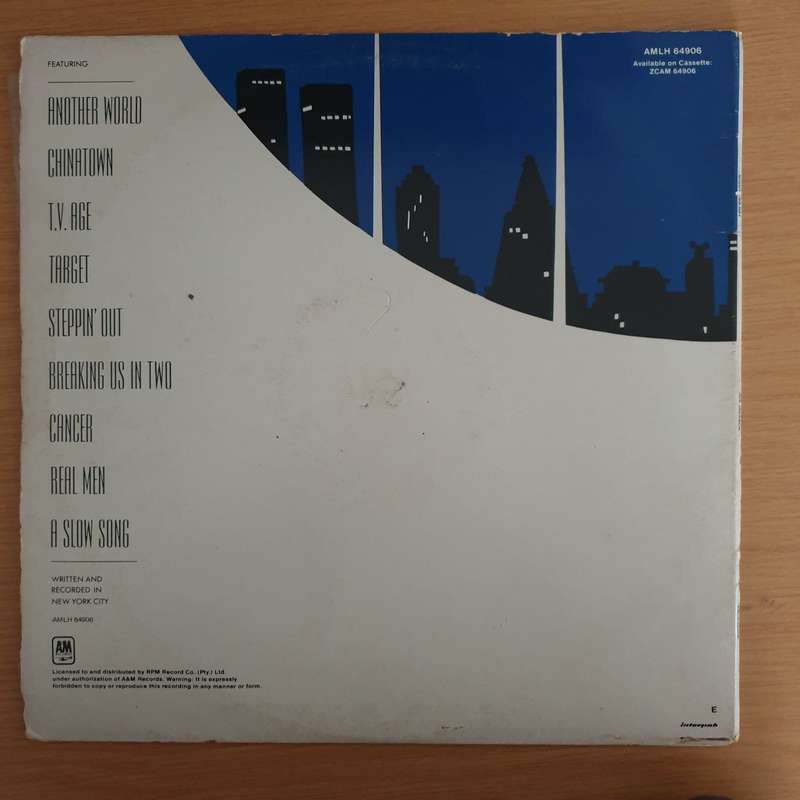 FEATURING
AMLH 64906
Available on Cassette:
ZCAM 64906
ANOTHER WORLD
CHINATOWN
T.V. AGE
TARGET
STEPPIN' OUT
BREAKING US IN TWO
CANCER
REAL MEN
A SLOW SONG
WRITTEN AND
RECORDED IN
NEW YORK CITY
AMLH 64906
A&M
Licensed to and distributed by RPM Record Co. (Pty.) Ltd.
under authorization of A&M Records. Warning: It is expressly
forbidden to copy or reproduce this recording in any manner or form.
E
interpak